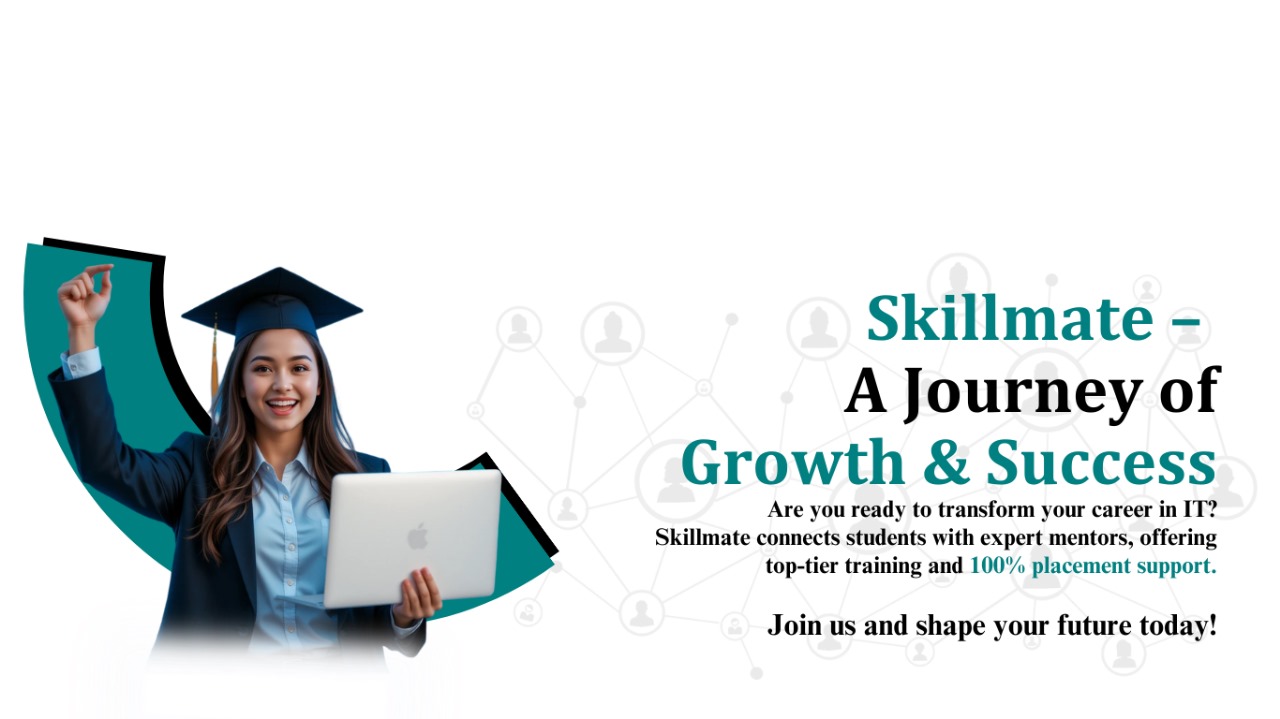 Skillmate –
A Journey of
Growth & Success
Are you ready to transform your career in IT?
Skillmate connects students with expert mentors, offering
top-tier training and 100% placement support.
Join us and shape your future today!